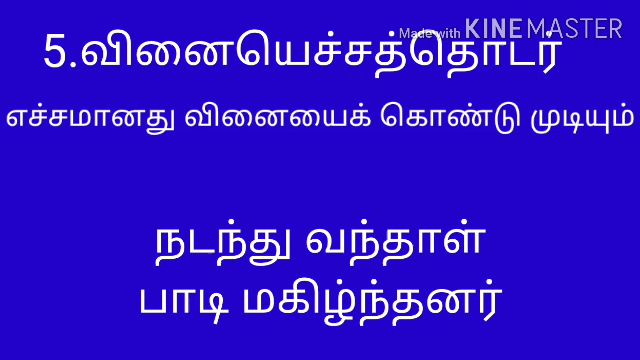 Made with KINEMASTER
5.வினையெச்சத்தொடர்
எச்சமானது வினையைக் கொண்டு முடியும்
நடந்து வந்தாள்
பாடி மகிழ்ந்தனர்